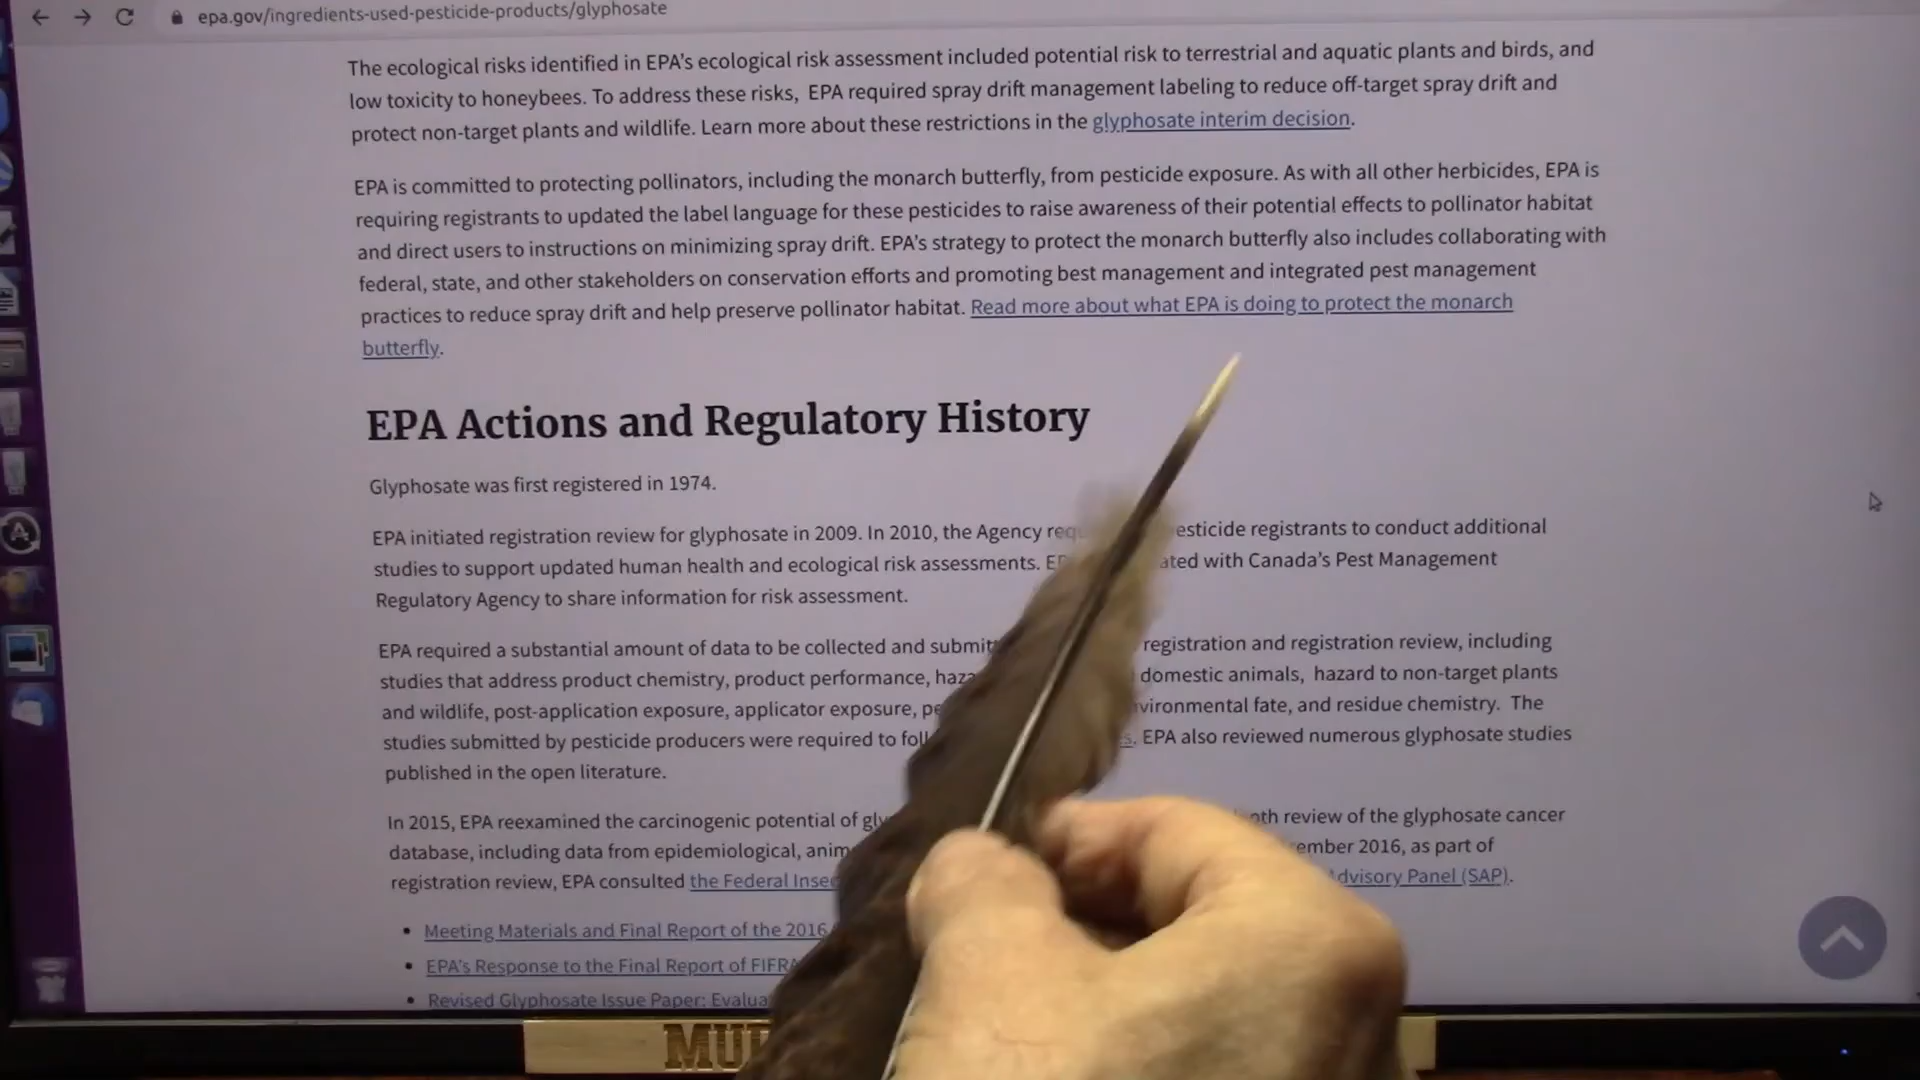 epa.gov/ingredients-used-pesticide-products/glyphosate
The ecological risks identified in EPA's ecological risk assessment included potential risk to terrestrial and aquatic plants and birds, and
low toxicity to honeybees. To address these risks, EPA required spray drift management labeling to reduce off-target spray drift and
protect non-target plants and wildlife. Learn more about these restrictions in the glyphosate interim decision.
EPA is committed to protecting pollinators, including the monarch butterfly, from pesticide exposure. As with all other herbicides, EPA is
requiring registrants to updated the label language for these pesticides to raise awareness of their potential effects to pollinator habitat
and direct users to instructions on minimizing spray drift. EPA's strategy to protect the monarch butterfly also includes collaborating with
federal, state, and other stakeholders on conservation efforts and promoting best management and integrated pest management
practices to reduce spray drift and help preserve pollinator habitat. Read more about what EPA is doing to protect the monarch
butterfly.
EPA Actions and Regulatory History
Glyphosate was first registered in 1974.
EPA initiated registration review for glyphosate in 2009. In 2010, the Agency esticide registrants to conduct additional
studies to support updated human health and ecological risk assessments. ated with Canada's Pest Management
Regulatory Agency to share information for risk assessment.
EPA required a substantial amount of data to be collected and submit registration and registration review, including
studies that address product chemistry, product performance, haza domestic animals, hazard to non-target plants
and wildlife, post-application exposure, applicator exposure, pe vironmental fate, and residue chemistry. The
studies submitted by pesticide producers were required to foll s. EPA also reviewed numerous glyphosate studies
published in the open literature.
In 2015, EPA reexamined the carcinogenic potential of gly pth review of the glyphosate cancer
database, including data from epidemiological, anim ember 2016, as part of
registration review, EPA consulted the Federal Insec Advisory Panel (SAP).
• Meeting Materials and Final Report of the 2016
• EPA's Response to the Final Report of FIFRA
• Revised Glyphosate Issue Paper: Evalua